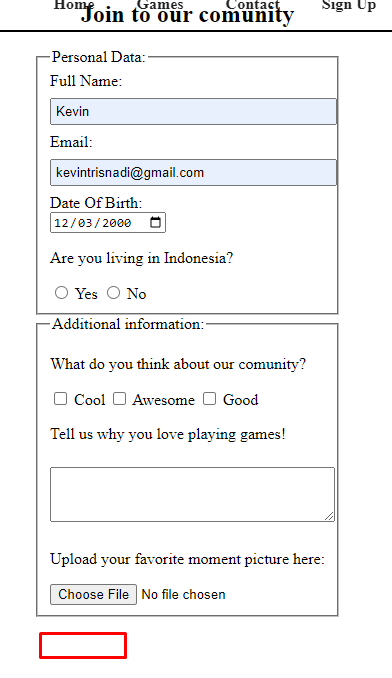 Home Games Contact Sign Up
Join to our comunity
Personal Data:
Full Name:
Kevin
Email:
kevintrisnadi@gmail.com
Date Of Birth:
12/03/2000
Are you living in Indonesia?
Yes No
Additional information:
What do you think about our comunity?
Cool Awesome Good
Tell us why you love playing games!
Upload your favorite moment picture here:
Choose File No file chosen